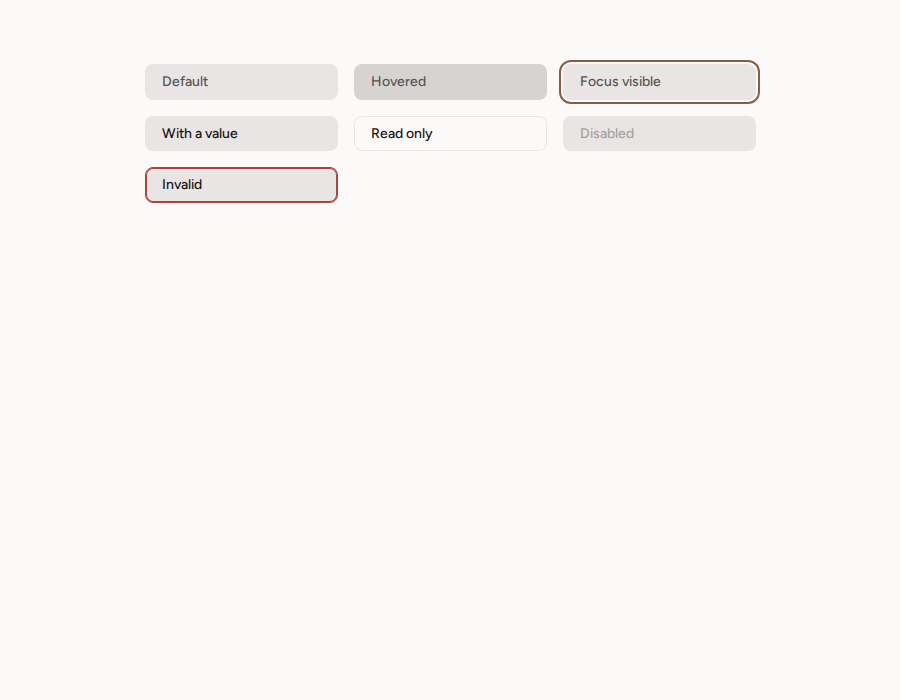 Default
Hovered
Focus visible
With a value
Read only
Disabled
Invalid